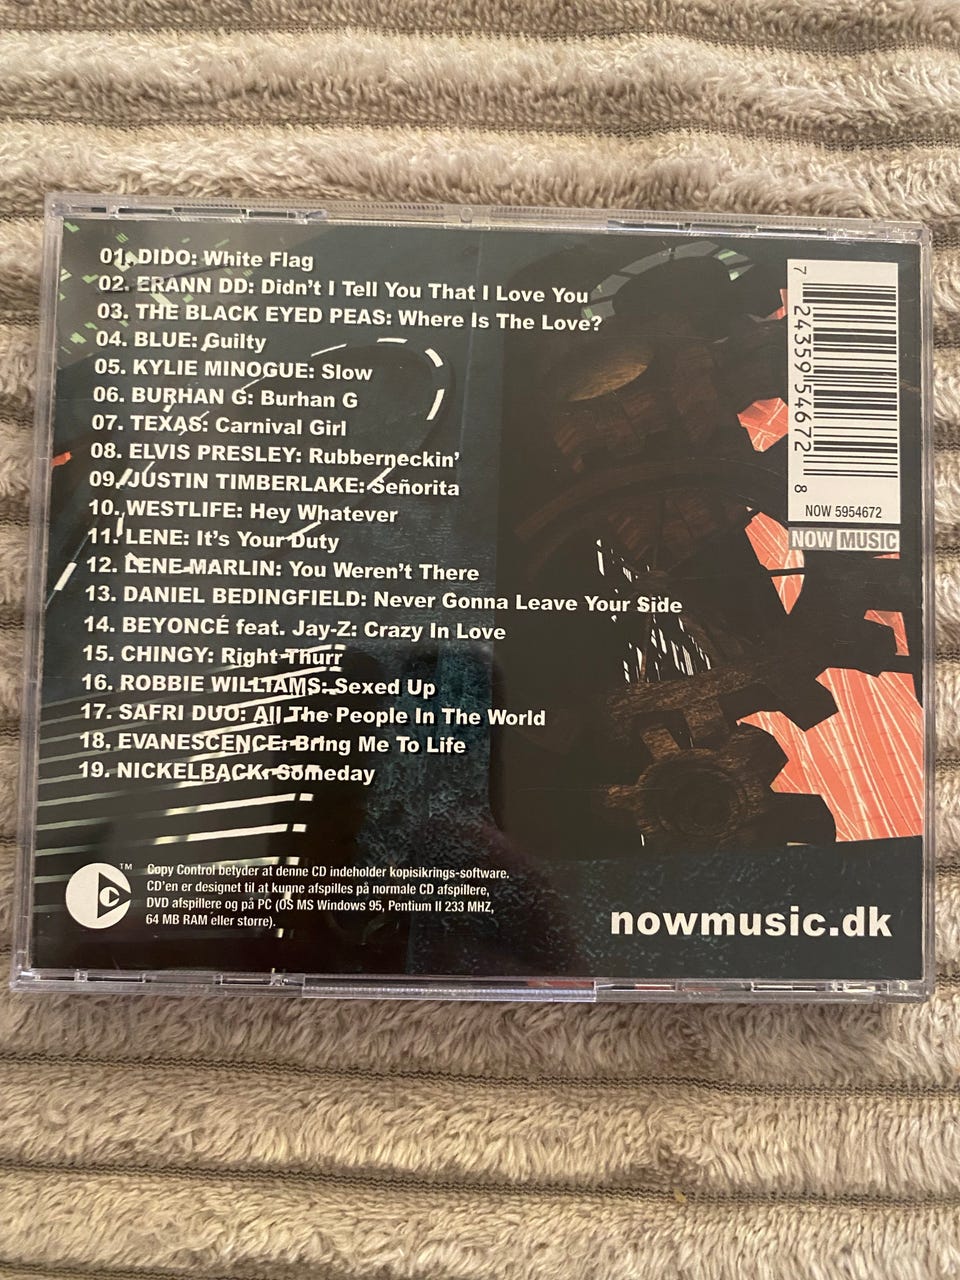 01. DIDO: White Flag
02. ERANN DD: Didn't I Tell You That I Love You
03. THE BLACK EYED PEAS: Where Is The Love?
04. BLUE: Guilty
05. KYLIE MINOGUE: Slow
06. BURHAN G: Burhan G
07. TEXAS: Carnival Girl
08. ELVIS PRESLEY: Rubberneckin'
09. JUSTIN TIMBERLAKE: Señorita
10. WESTLIFE: Hey Whatever
11. LENE: It's Your Duty
12. LENE MARLIN: You Weren't There
13. DANIEL BEDINGFIELD: Never Gonna Leave Your Side
14. BEYONCÉ feat. Jay-Z: Crazy In Love
15. CHINGY: Right Thurr
16. ROBBIE WILLIAMS: Sexed Up
17. SAFRI DUO: All The People In The World
18. EVANESCENCE: Bring Me To Life
19. NICKELBACK: Someday
7 24359 54672 8
NOW 5954672
NOW MUSIC
C
TM
Copy Control betyder at denne CD indeholder kopisikrings-software.
CD'en er designet til at kunne afspilles på normale CD afspillere,
DVD afspillere og på PC (OS MS Windows 95, Pentium II 233 MHZ,
64 MB RAM eller større).
nowmusic.dk